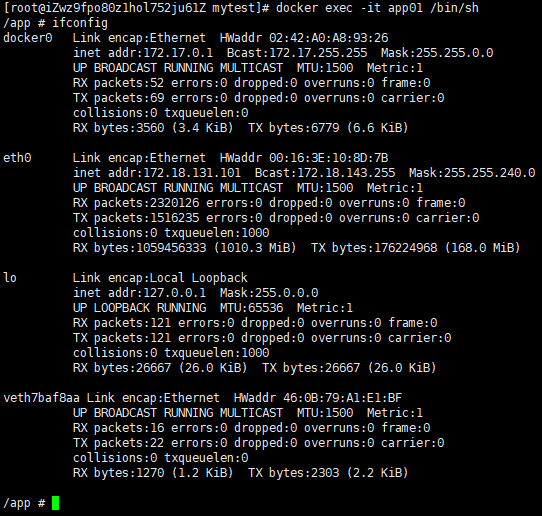 [root@iZwz9fpo80z1hol752ju61Z mytest]# docker exec -it app01 /bin/sh
/app # ifconfig
docker0   Link encap:Ethernet  HWaddr 02:42:A0:A8:93:26
          inet addr:172.17.0.1  Bcast:172.17.255.255  Mask:255.255.0.0
          UP BROADCAST RUNNING MULTICAST  MTU:1500  Metric:1
          RX packets:52 errors:0 dropped:0 overruns:0 frame:0
          TX packets:69 errors:0 dropped:0 overruns:0 carrier:0
          collisions:0 txqueuelen:0
          RX bytes:3560 (3.4 KiB)  TX bytes:6779 (6.6 KiB)

eth0      Link encap:Ethernet  HWaddr 00:16:3E:10:8D:7B
          inet addr:172.18.131.101  Bcast:172.18.143.255  Mask:255.255.240.0
          UP BROADCAST RUNNING MULTICAST  MTU:1500  Metric:1
          RX packets:2320126 errors:0 dropped:0 overruns:0 frame:0
          TX packets:1516235 errors:0 dropped:0 overruns:0 carrier:0
          collisions:0 txqueuelen:1000
          RX bytes:1059456333 (1010.3 MiB)  TX bytes:176224968 (168.0 MiB)

lo        Link encap:Local Loopback
          inet addr:127.0.0.1  Mask:255.0.0.0
          UP LOOPBACK RUNNING  MTU:65536  Metric:1
          RX packets:121 errors:0 dropped:0 overruns:0 frame:0
          TX packets:121 errors:0 dropped:0 overruns:0 carrier:0
          collisions:0 txqueuelen:1000
          RX bytes:26667 (26.0 KiB)  TX bytes:26667 (26.0 KiB)

veth7baf8aa Link encap:Ethernet  HWaddr 46:0B:79:A1:E1:BF
          UP BROADCAST RUNNING MULTICAST  MTU:1500  Metric:1
          RX packets:16 errors:0 dropped:0 overruns:0 frame:0
          TX packets:22 errors:0 dropped:0 overruns:0 carrier:0
          collisions:0 txqueuelen:0
          RX bytes:1270 (1.2 KiB)  TX bytes:2303 (2.2 KiB)

/app #